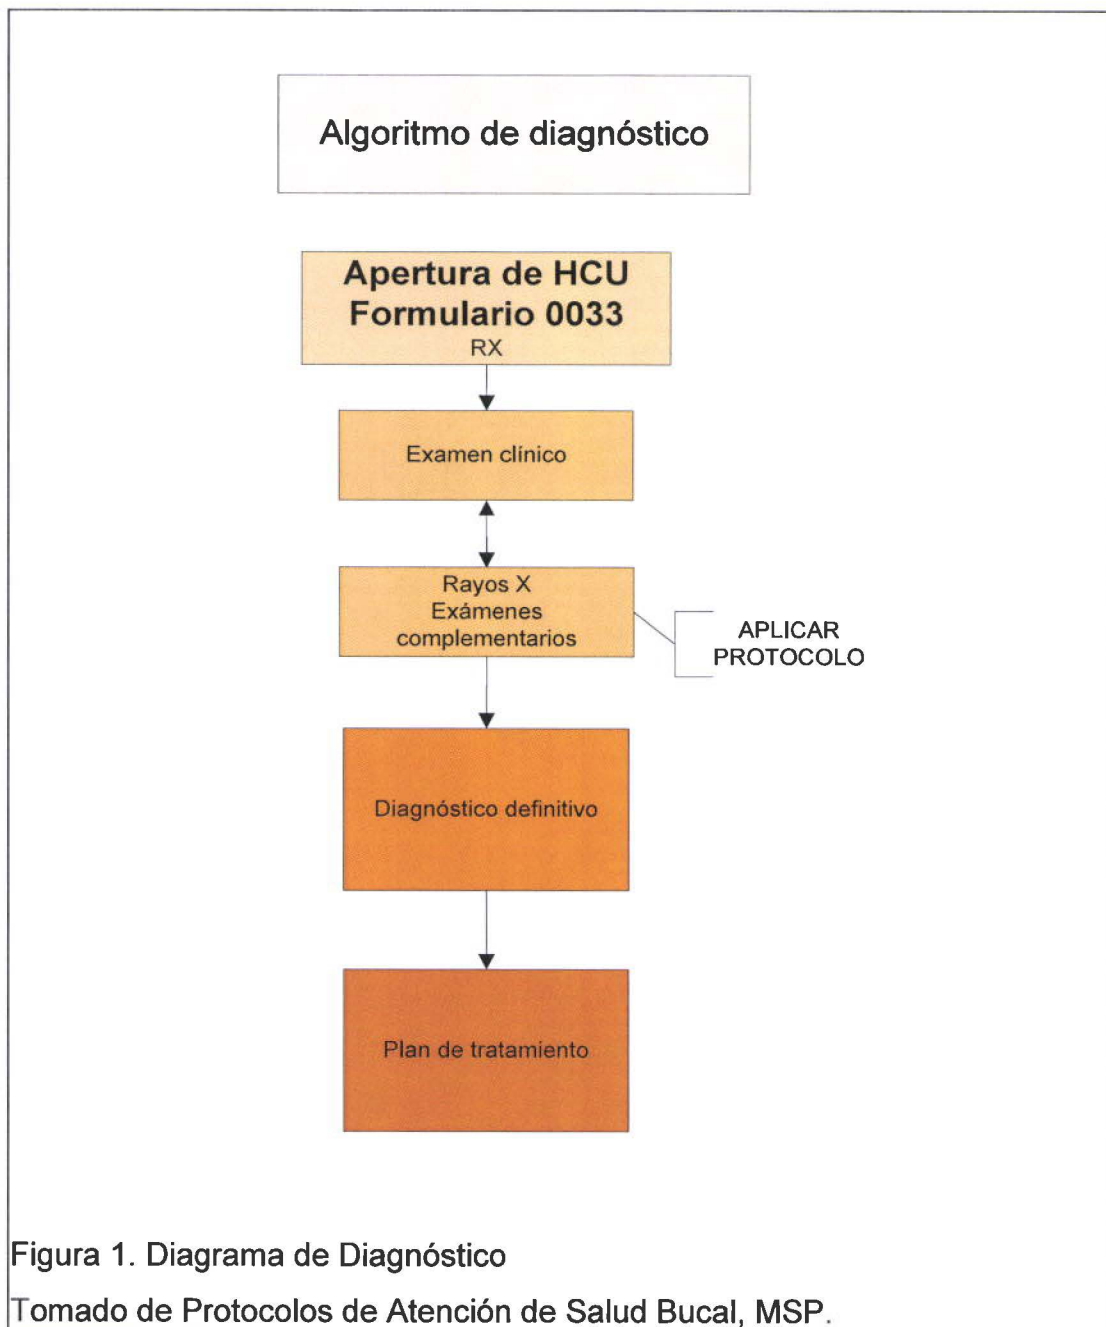 Algoritmo de diagnóstico
Apertura de HCU
Formulario 0033
RX
Examen clínico
Rayos X
Exámenes
complementarios
APLICAR
PROTOCOLO
Diagnóstico definitivo
Plan de tratamiento
Figura 1. Diagrama de Diagnóstico
Tomado de Protocolos de Atención de Salud Bucal, MSP.